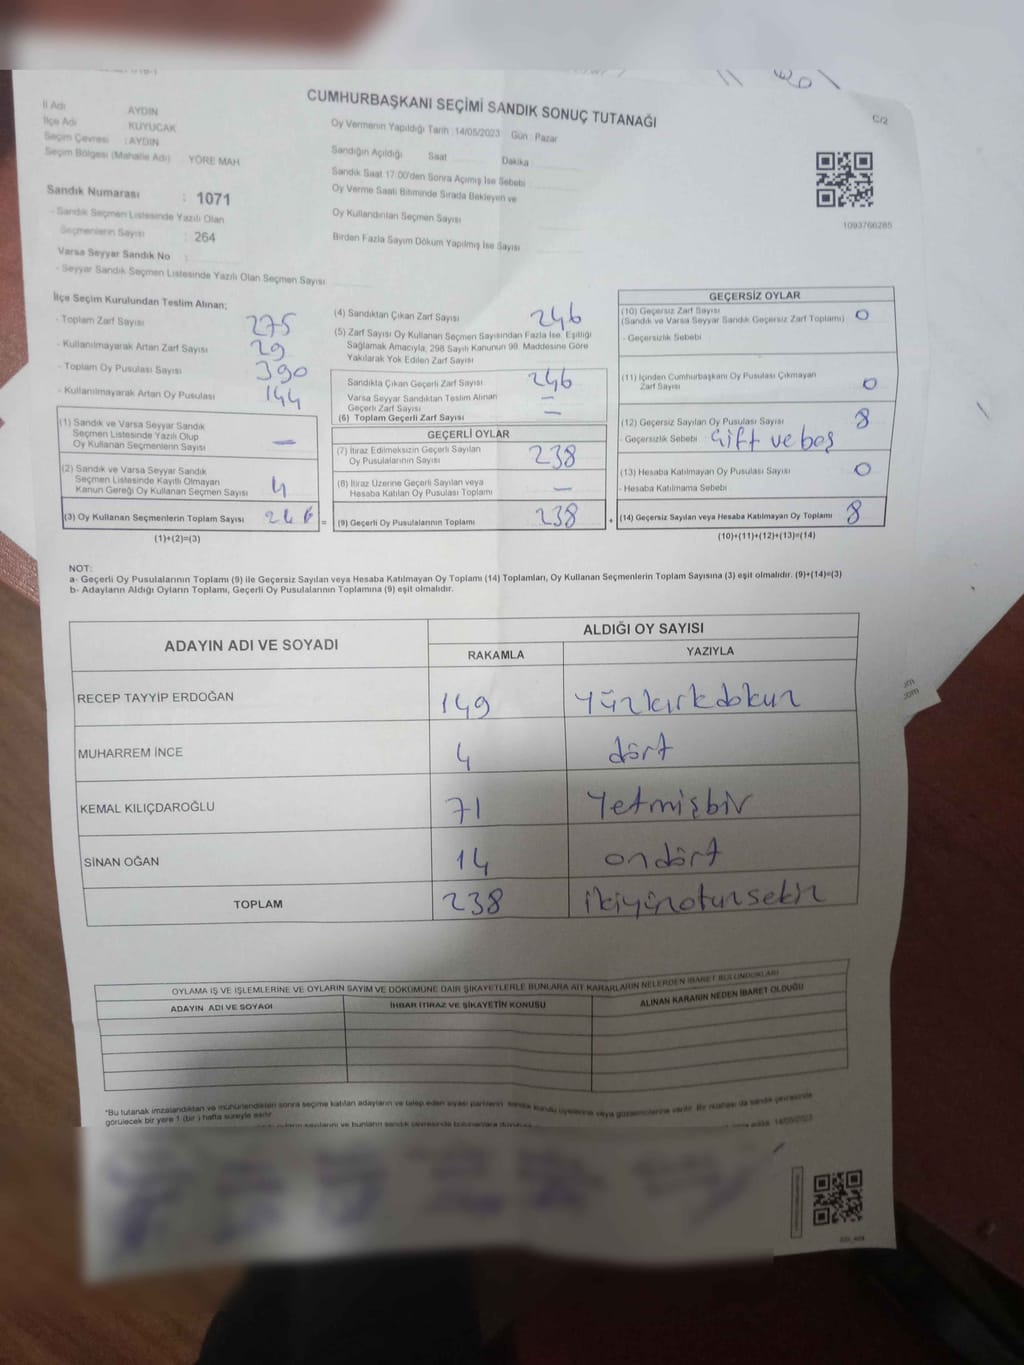 CUMHURBAŞKANI SEÇİMİ SANDIK SONUÇ TUTANAĞI
C/2
İl Adı AYDIN
İlçe Adı KUYUCAK
Seçim Çevresi : AYDIN
Seçim Bölgesi (Mahalle Adı) YÖRE MAH
Sandık Numarası : 1071
- Sandık Seçmen Listesinde Yazılı Olan
Seçmenlerin Sayısı : 264
Varsa Seyyar Sandık No :
- Seyyar Sandık Seçmen Listesinde Yazılı Olan Seçmen Sayısı
Oy Vermenin Yapıldığı Tarih : 14/05/2023 Gün : Pazar
Sandığın Açıldığı Saat Dakika
Sandık Saat 17.00'den Sonra Açımış İse Sebebi
Oy Verme Saati Bitiminde Sırada Bekleyen ve
Oy Kullandırılan Seçmen Sayısı
Birden Fazla Sayım Döküm Yapılmış İse Sayısı
1093766285
İlçe Seçim Kurulundan Teslim Alınan;
- Toplam Zarf Sayısı 275
- Kullanılmayarak Artan Zarf Sayısı 29
- Toplam Oy Pusulası Sayısı 390
- Kullanılmayarak Artan Oy Pusulası 144
(1) Sandık ve Varsa Seyyar Sandık
Seçmen Listesinde Yazılı Olup
Oy Kullanan Seçmenlerin Sayısı —
(2) Sandık ve Varsa Seyyar Sandık
Seçmen Listesinde Kayıtlı Olmayan
Kanun Gereği Oy Kullanan Seçmen Sayısı 4
(3) Oy Kullanan Seçmenlerin Toplam Sayısı 246 =
(1)+(2)=(3)
(4) Sandıktan Çıkan Zarf Sayısı 246
(5) Zarf Sayısı Oy Kullanan Seçmen Sayısından Fazla İse, Eşitliği
Sağlamak Amacıyla, 298 Sayılı Kanunun 98. Maddesine Göre
Yakılarak Yok Edilen Zarf Sayısı
Sandıkta Çıkan Geçerli Zarf Sayısı 246
Varsa Seyyar Sandıktan Teslim Alınan
Geçerli Zarf Sayısı —
(6) Toplam Geçerli Zarf Sayısı —
GEÇERLİ OYLAR
(7) İtiraz Edilmeksizin Geçerli Sayılan
Oy Pusulalarının Sayısı 238
(8) İtiraz Üzerine Geçerli Sayılan veya
Hesaba Katılan Oy Pusulası Toplamı —
(9) Geçerli Oy Pusulalarının Toplamı 238 +
GEÇERSİZ OYLAR
(10) Geçersiz Zarf Sayısı
(Sandık ve Varsa Seyyar Sandık Geçersiz Zarf Toplamı) 0
- Geçersizlik Sebebi
(11) İçinden Cumhurbaşkanı Oy Pusulası Çıkmayan
Zarf Sayısı 0
(12) Geçersiz Sayılan Oy Pusulası Sayısı 8
- Geçersizlik Sebebi : Çift ve boş
(13) Hesaba Katılmayan Oy Pusulası Sayısı 0
- Hesaba Katılmama Sebebi
(14) Geçersiz Sayılan veya Hesaba Katılmayan Oy Toplamı 8
(10)+(11)+(12)+(13)=(14)
NOT:
a- Geçerli Oy Pusulalarının Toplamı (9) ile Geçersiz Sayılan veya Hesaba Katılmayan Oy Toplamı (14) Toplamları, Oy Kullanan Seçmenlerin Toplam Sayısına (3) eşit olmalıdır. (9)+(14)=(3)
b- Adayların Aldığı Oyların Toplamı, Geçerli Oy Pusulalarının Toplamına (9) eşit olmalıdır.
ADAYIN ADI VE SOYADI ALDIĞI OY SAYISI
RAKAMLA YAZIYLA
RECEP TAYYİP ERDOĞAN 149 Yüzkırkdokuz
MUHARREM İNCE 4 dört
KEMAL KILIÇDAROĞLU 71 Yetmişbir
SİNAN OĞAN 14 ondört
TOPLAM 238 ikiyüzotuzsekiz
OYLAMA İŞ VE İŞLEMLERİNE VE OYLARIN SAYIM VE DÖKÜMÜNE DAİR ŞİKAYETLERLE BUNLARA AİT KARARLARIN NELERDEN İBARET BULUNDUKLARI
ADAYIN ADI VE SOYADI İHBAR İTİRAZ VE ŞİKAYETİN KONUSU ALINAN KARARIN NEDEN İBARET OLDUĞU
*Bu tutanak imzalandıktan ve mühürlendikten sonra seçime katılan adayların ve talep eden siyasi partilerin sandık kurulu üyelerine veya gözlemcilerine verilir. Bir nüshası da sandık çevresinde
görülecek bir yere 1 (bir) hafta süreyle asılır.
14/05/2023